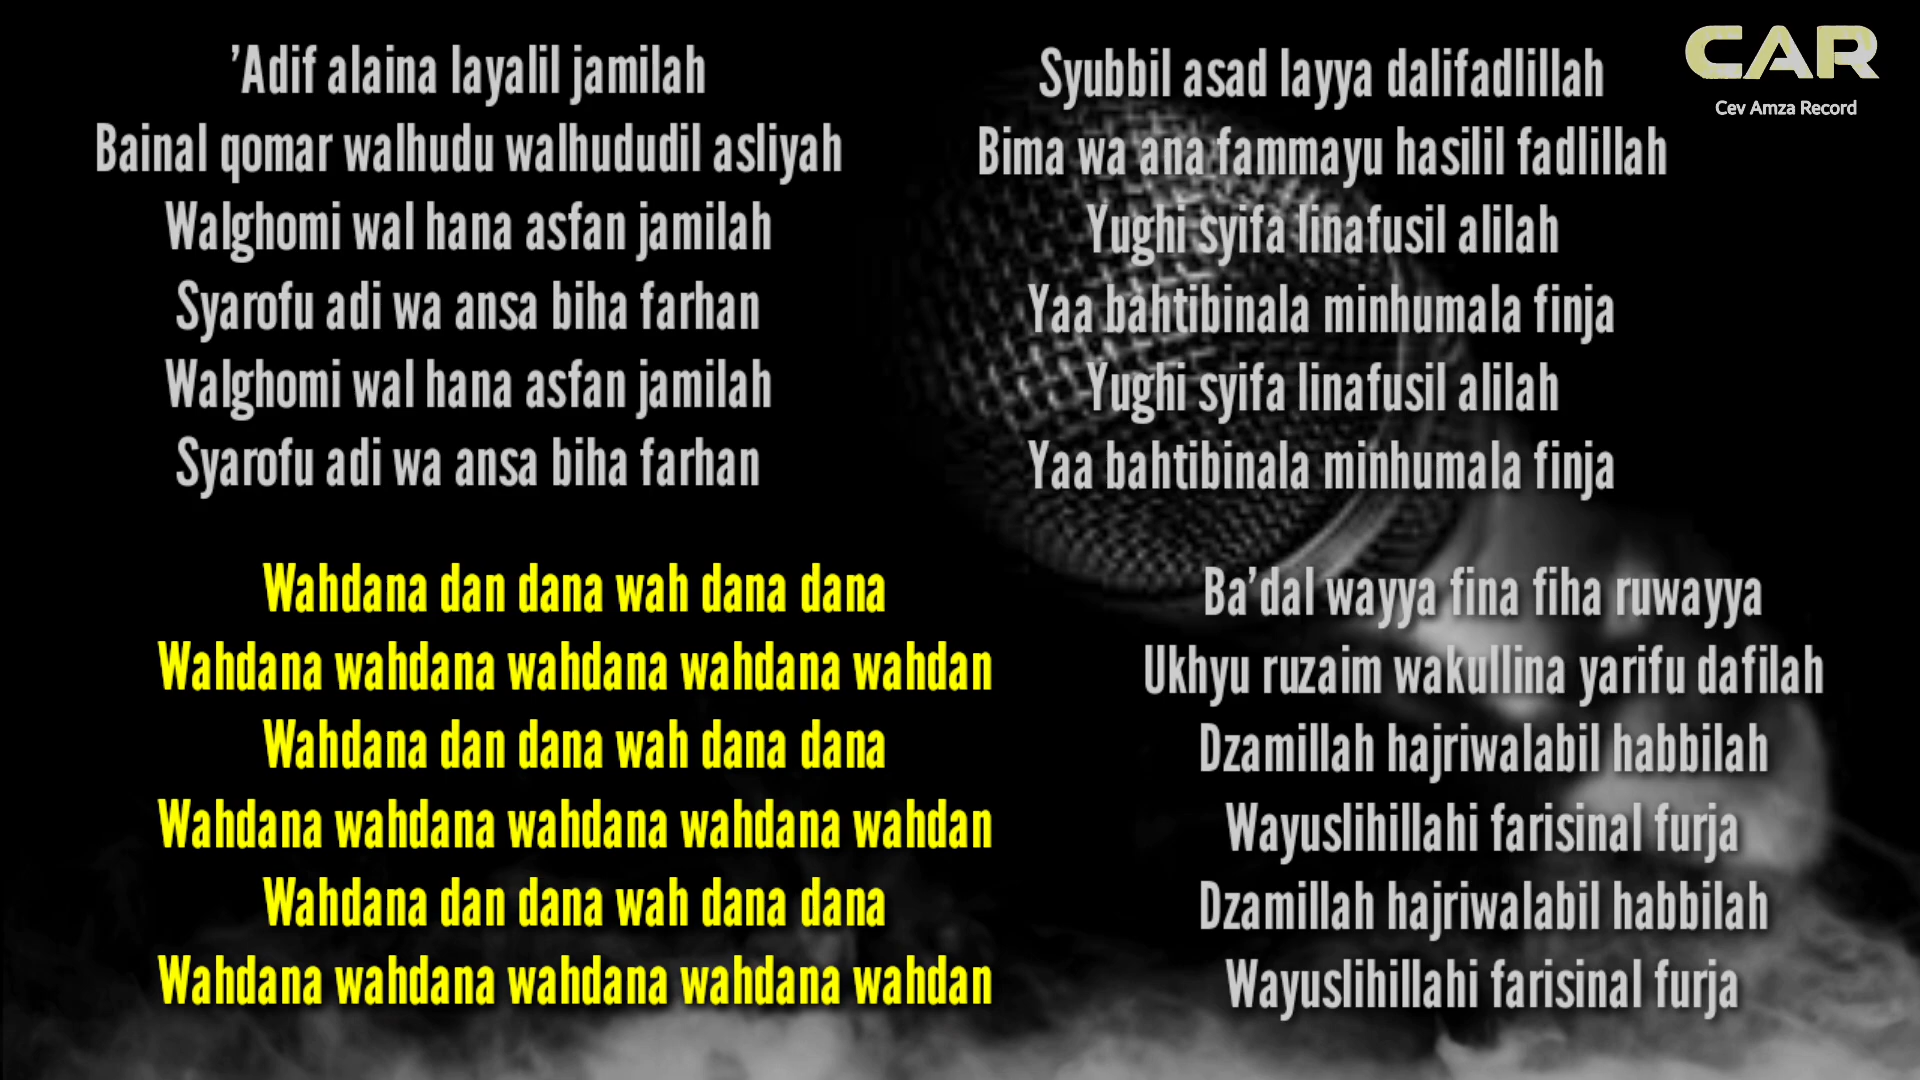 ’Adif alaina layalil jamilah
Bainal qomar walhudu walhududil asliyah
Walghomi wal hana asfan jamilah
Syarofu adi wa ansa biha farhan
Walghomi wal hana asfan jamilah
Syarofu adi wa ansa biha farhan
Wahdana dan dana wah dana dana
Wahdana wahdana wahdana wahdana wahdan
Wahdana dan dana wah dana dana
Wahdana wahdana wahdana wahdana wahdan
Wahdana dan dana wah dana dana
Wahdana wahdana wahdana wahdana wahdan
Syubbil asad layya dalifadlillah
Bima wa ana fammayu hasilil fadlillah
Yughi syifa linafusil alilah
Yaa bahtibinala minhumala finja
Yughi syifa linafusil alilah
Yaa bahtibinala minhumala finja
Ba’dal wayya fina fiha ruwayya
Ukhyu ruzaim wakullina yarifu dafilah
Dzamillah hajriwalabil habbilah
Wayuslihillahi farisinal furja
Dzamillah hajriwalabil habbilah
Wayuslihillahi farisinal furja
CAR
Cev Amza Record